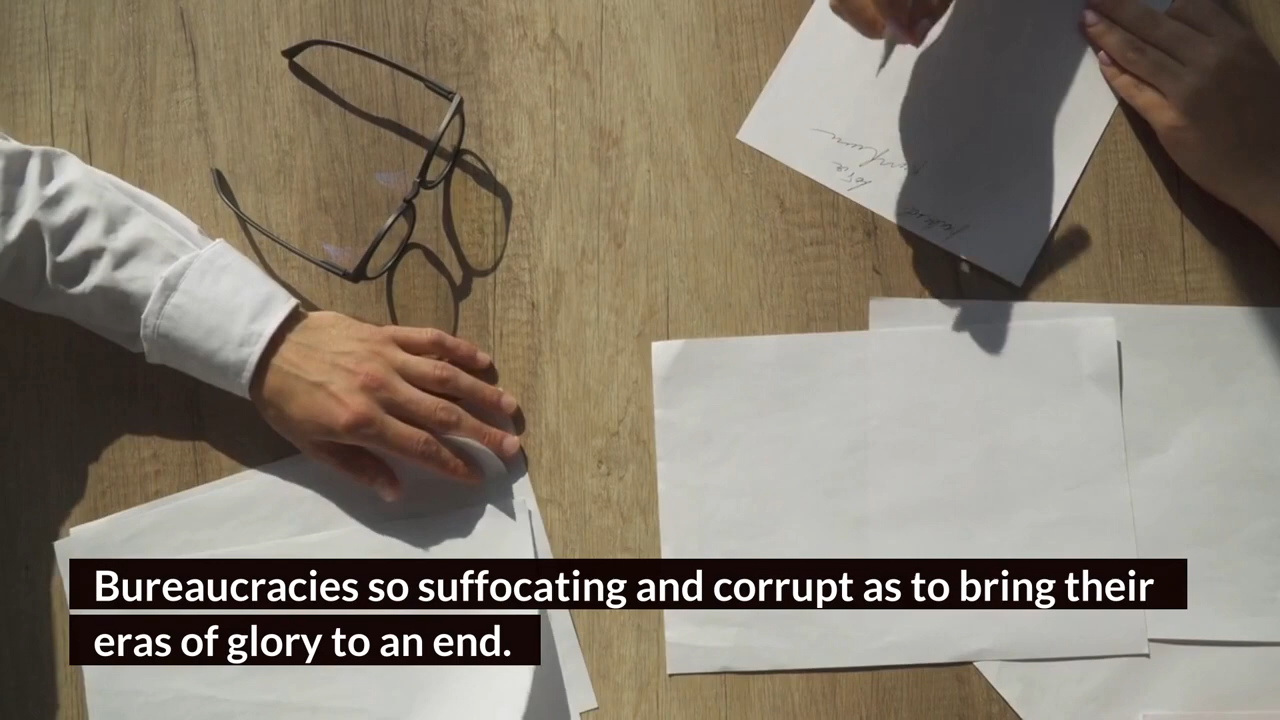 Bureaucracies so suffocating and corrupt as to bring their
eras of glory to an end.